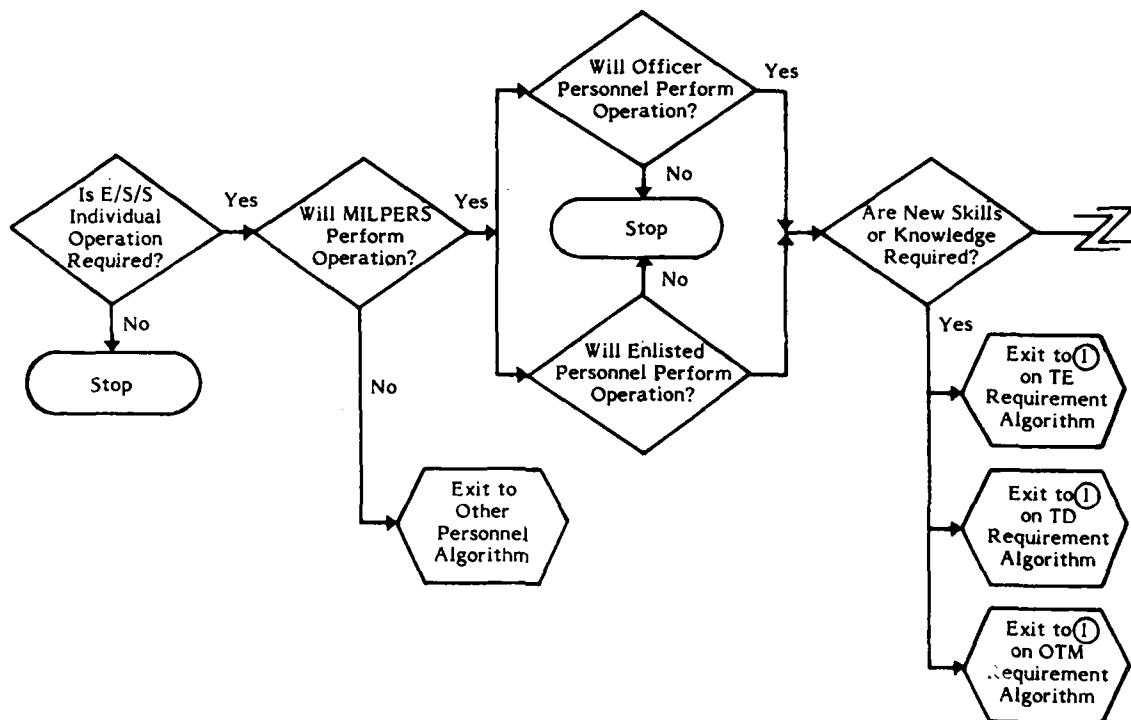 Is E/S/S
Individual
Operation
Required?
Yes
No
Stop
Will MILPERS
Perform
Operation?
Yes
No
Exit to
Other
Personnel
Algorithm
Will Officer
Personnel Perform
Operation?
Yes
No
Stop
No
Will Enlisted
Personnel Perform
Operation?
Are New Skills
or Knowledge
Required?
Yes
Exit to 1
on TE
Requirement
Algorithm
Exit to 1
on TD
Requirement
Algorithm
Exit to 1
on OTM
Requirement
Algorithm